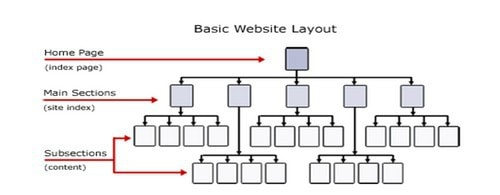 Basic Website Layout
Home Page
(index page)
Main Sections
(site index)
Subsections
(content)